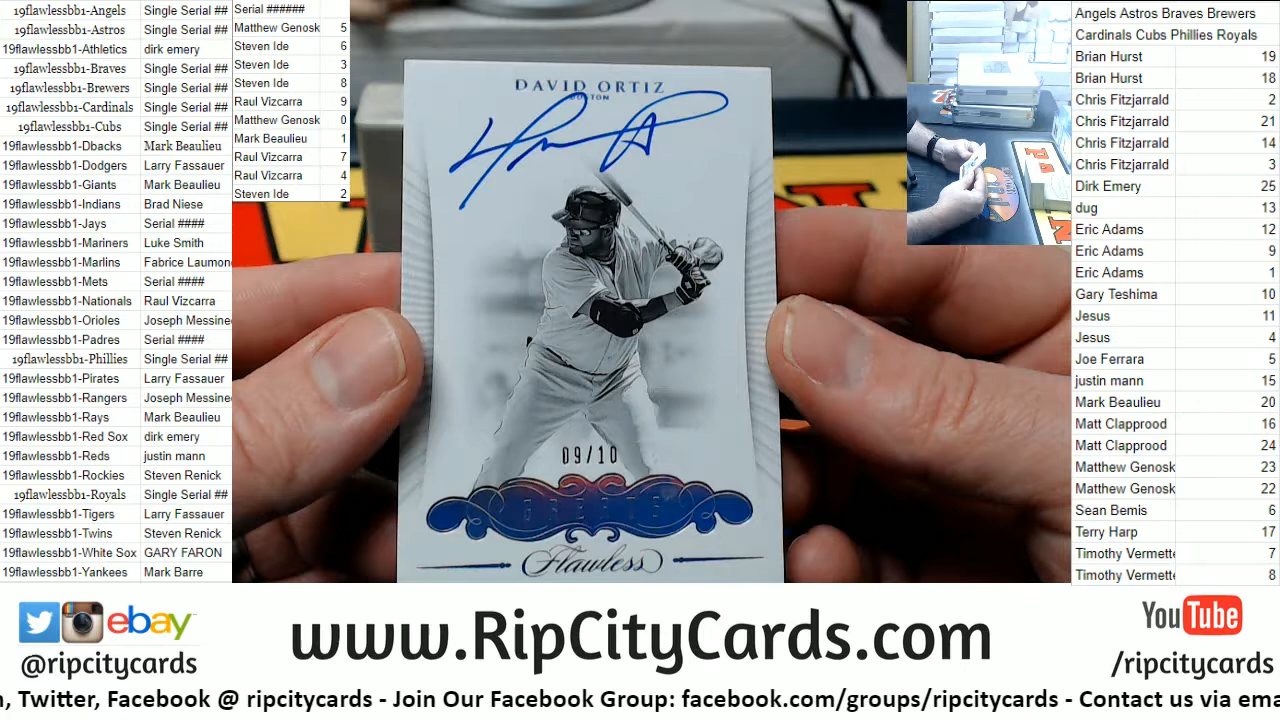 19flawlessbb1-Angels Single Serial ##
19flawlessbb1-Astros Single Serial ##
19flawlessbb1-Athletics dirk emery
19flawlessbb1-Braves Single Serial ##
19flawlessbb1-Brewers Single Serial ##
19flawlessbb1-Cardinals Single Serial ##
19flawlessbb1-Cubs Single Serial ##
19flawlessbb1-Dbacks Mark Beaulieu
19flawlessbb1-Dodgers Larry Fassauer
19flawlessbb1-Giants Mark Beaulieu
19flawlessbb1-Indians Brad Niese
19flawlessbb1-Jays Serial ####
19flawlessbb1-Mariners Luke Smith
19flawlessbb1-Marlins Fabrice Laumon
19flawlessbb1-Mets Serial ####
19flawlessbb1-Nationals Raul Vizcarra
19flawlessbb1-Orioles Joseph Messine
19flawlessbb1-Padres Serial ####
19flawlessbb1-Phillies Single Serial ##
19flawlessbb1-Pirates Larry Fassauer
19flawlessbb1-Rangers Joseph Messine
19flawlessbb1-Rays Mark Beaulieu
19flawlessbb1-Red Sox dirk emery
19flawlessbb1-Reds justin mann
19flawlessbb1-Rockies Steven Renick
19flawlessbb1-Royals Single Serial ##
19flawlessbb1-Tigers Larry Fassauer
19flawlessbb1-Twins Steven Renick
19flawlessbb1-White Sox GARY FARON
19flawlessbb1-Yankees Mark Barre
Serial ######
Matthew Genosk 5
Steven Ide 6
Steven Ide 3
Steven Ide 8
Raul Vizcarra 9
Matthew Genosk 0
Mark Beaulieu 1
Raul Vizcarra 7
Raul Vizcarra 4
Steven Ide 2
DAVID ORTIZ
BOSTON
09/10
GREATS
Flawless
Angels Astros Braves Brewers
Cardinals Cubs Phillies Royals
Brian Hurst 19
Brian Hurst 18
Chris Fitzjarrald 2
Chris Fitzjarrald 21
Chris Fitzjarrald 14
Chris Fitzjarrald 3
Dirk Emery 25
dug 13
Eric Adams 12
Eric Adams 9
Eric Adams 1
Gary Teshima 10
Jesus 11
Jesus 4
Joe Ferrara 5
justin mann 15
Mark Beaulieu 20
Matt Clapprood 16
Matt Clapprood 24
Matthew Genosk 23
Matthew Genosk 22
Sean Bemis 6
Terry Harp 17
Timothy Vermette 7
Timothy Vermette 8
ebay
@ripcitycards
www.RipCityCards.com
YouTube
/ripcitycards
n, Twitter, Facebook @ ripcitycards - Join Our Facebook Group: facebook.com/groups/ripcitycards - Contact us via ema